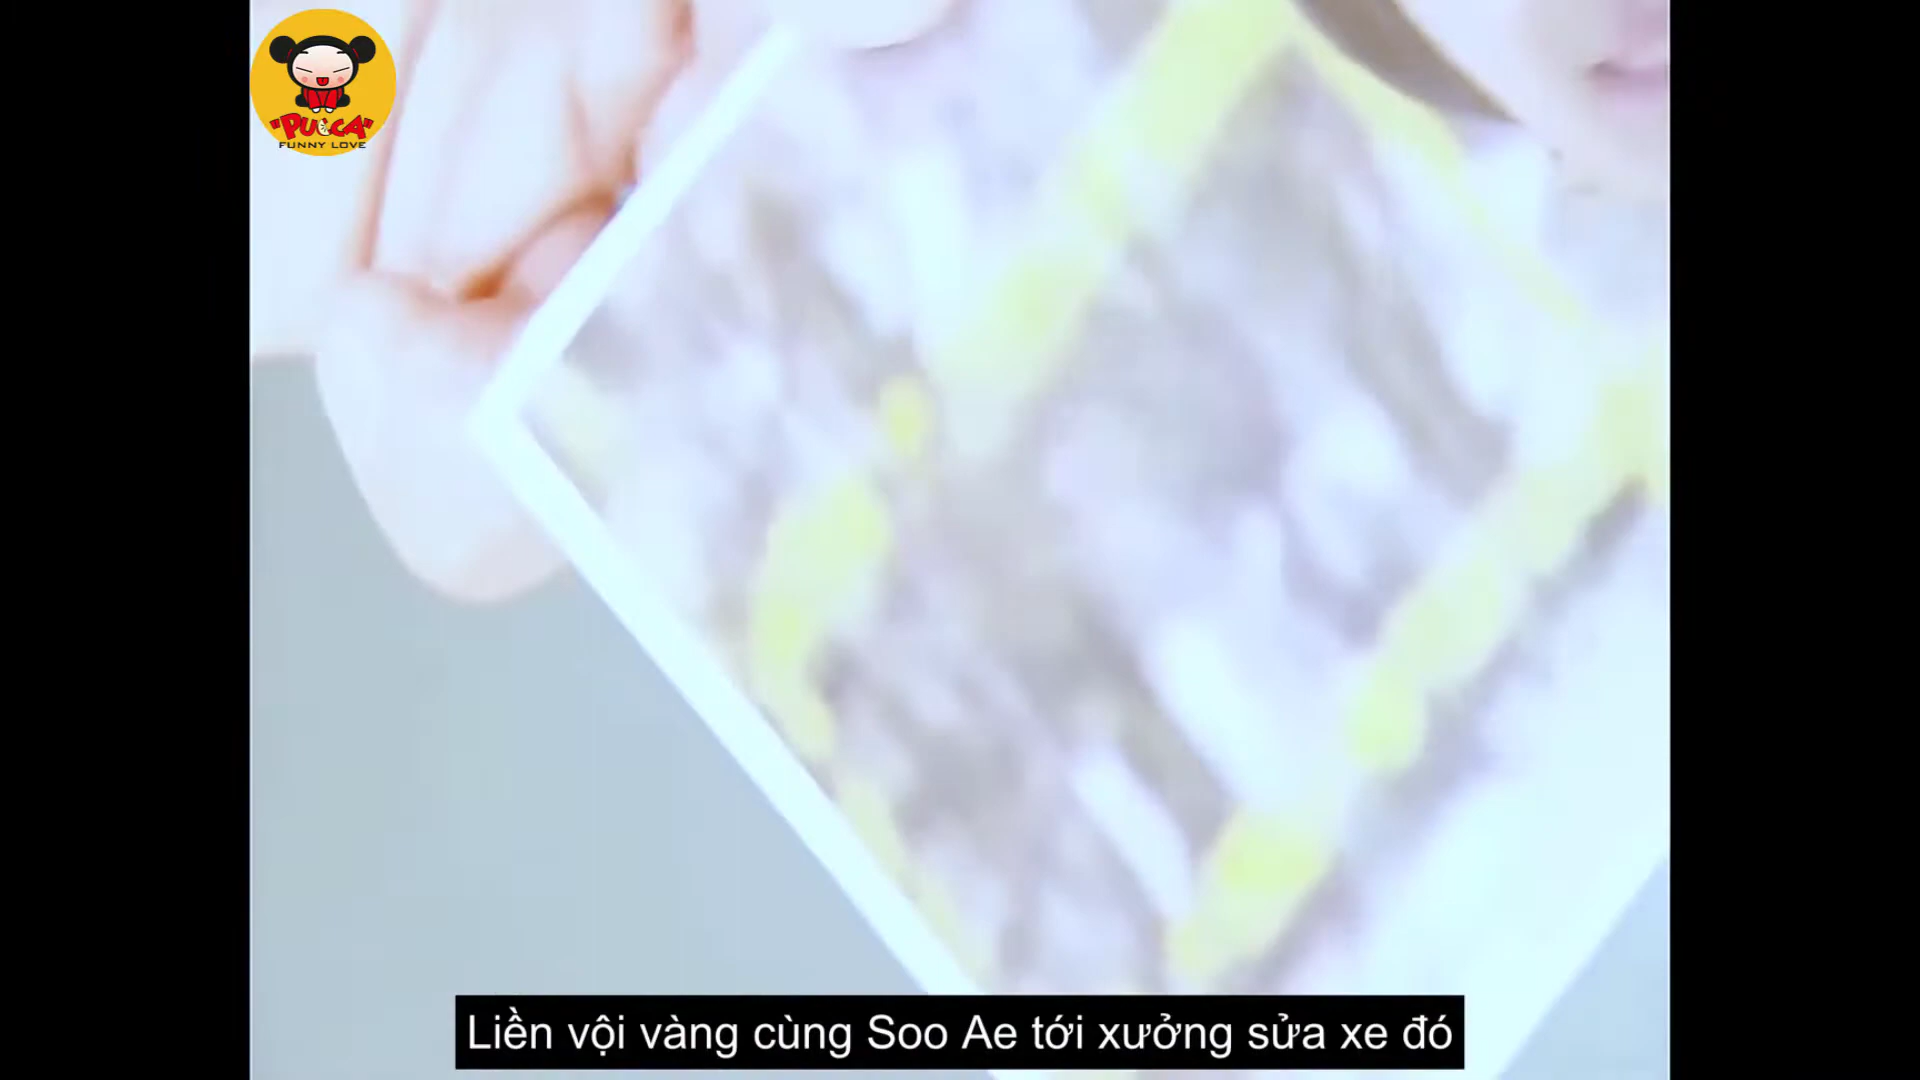 "PUCCA"
FUNNY LOVE
Liền vội vàng cùng Soo Ae tới xưởng sửa xe đó